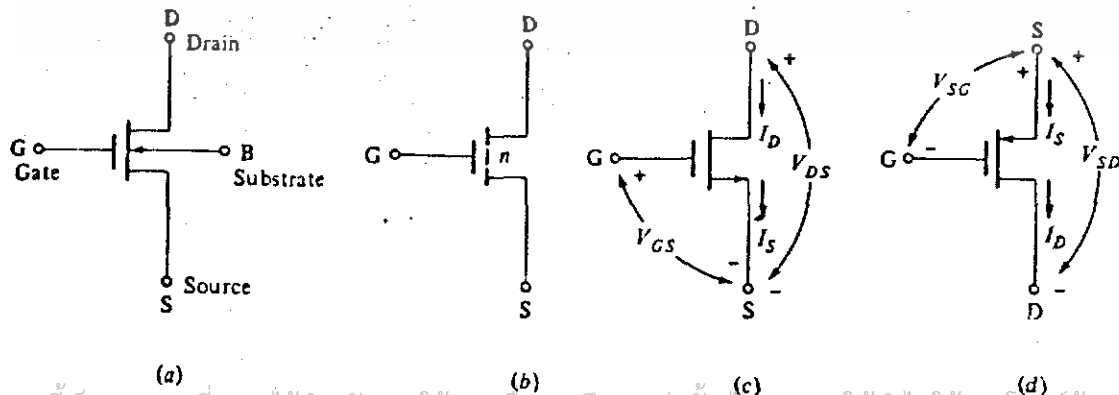 D
Drain
G
Gate
B
Substrate
Source
S
(a)
D
G
n
S
(b)
D
+
I_D
G
+
V_DS
V_GS
I_S
-
S
-
(c)
S
+
+
V_SG
I_S
G
-
V_SD
I_D
-
D
(d)